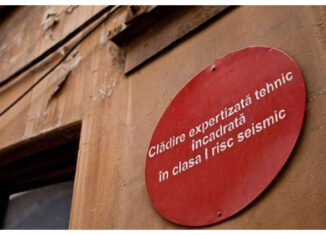 Clădire expertizată tehnic
încadrată
în clasa I risc seismic